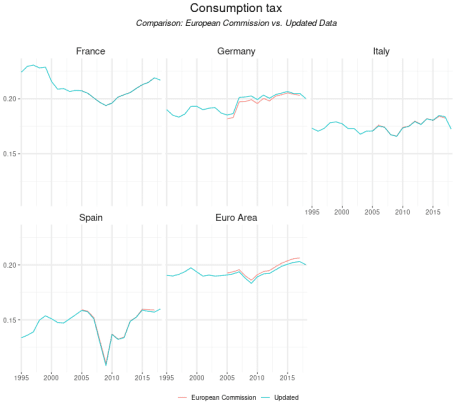 Consumption tax
Comparison: European Commission vs. Updated Data
France Germany Italy
0.20
0.15
1995 2000 2005 2010 2015
Spain Euro Area
0.20
0.15
1995 2000 2005 2010 2015 1995 2000 2005 2010 2015
European Commission Updated